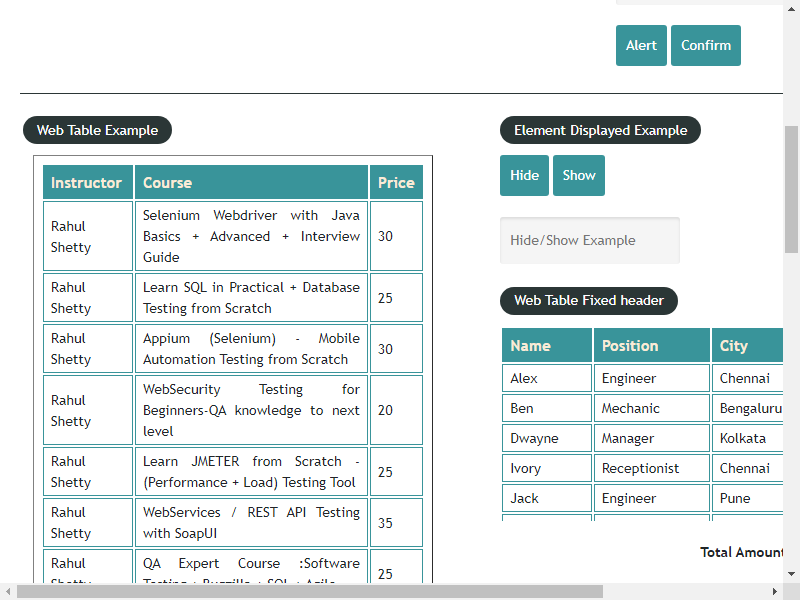 Alert Confirm
Web Table Example
Instructor Course Price
Rahul Shetty Selenium Webdriver with Java Basics + Advanced + Interview Guide 30
Rahul Shetty Learn SQL in Practical + Database Testing from Scratch 25
Rahul Shetty Appium (Selenium) - Mobile Automation Testing from Scratch 30
Rahul Shetty WebSecurity Testing for Beginners-QA knowledge to next level 20
Rahul Shetty Learn JMETER from Scratch - (Performance + Load) Testing Tool 25
Rahul Shetty WebServices / REST API Testing with SoapUI 35
Rahul Shetty QA Expert Course :Software Testing + Bugzilla + SQL + Agile 25
Element Displayed Example
Hide Show
Hide/Show Example
Web Table Fixed header
Name Position City
Alex Engineer Chennai
Ben Mechanic Bengaluru
Dwayne Manager Kolkata
Ivory Receptionist Chennai
Jack Engineer Pune
Total Amount